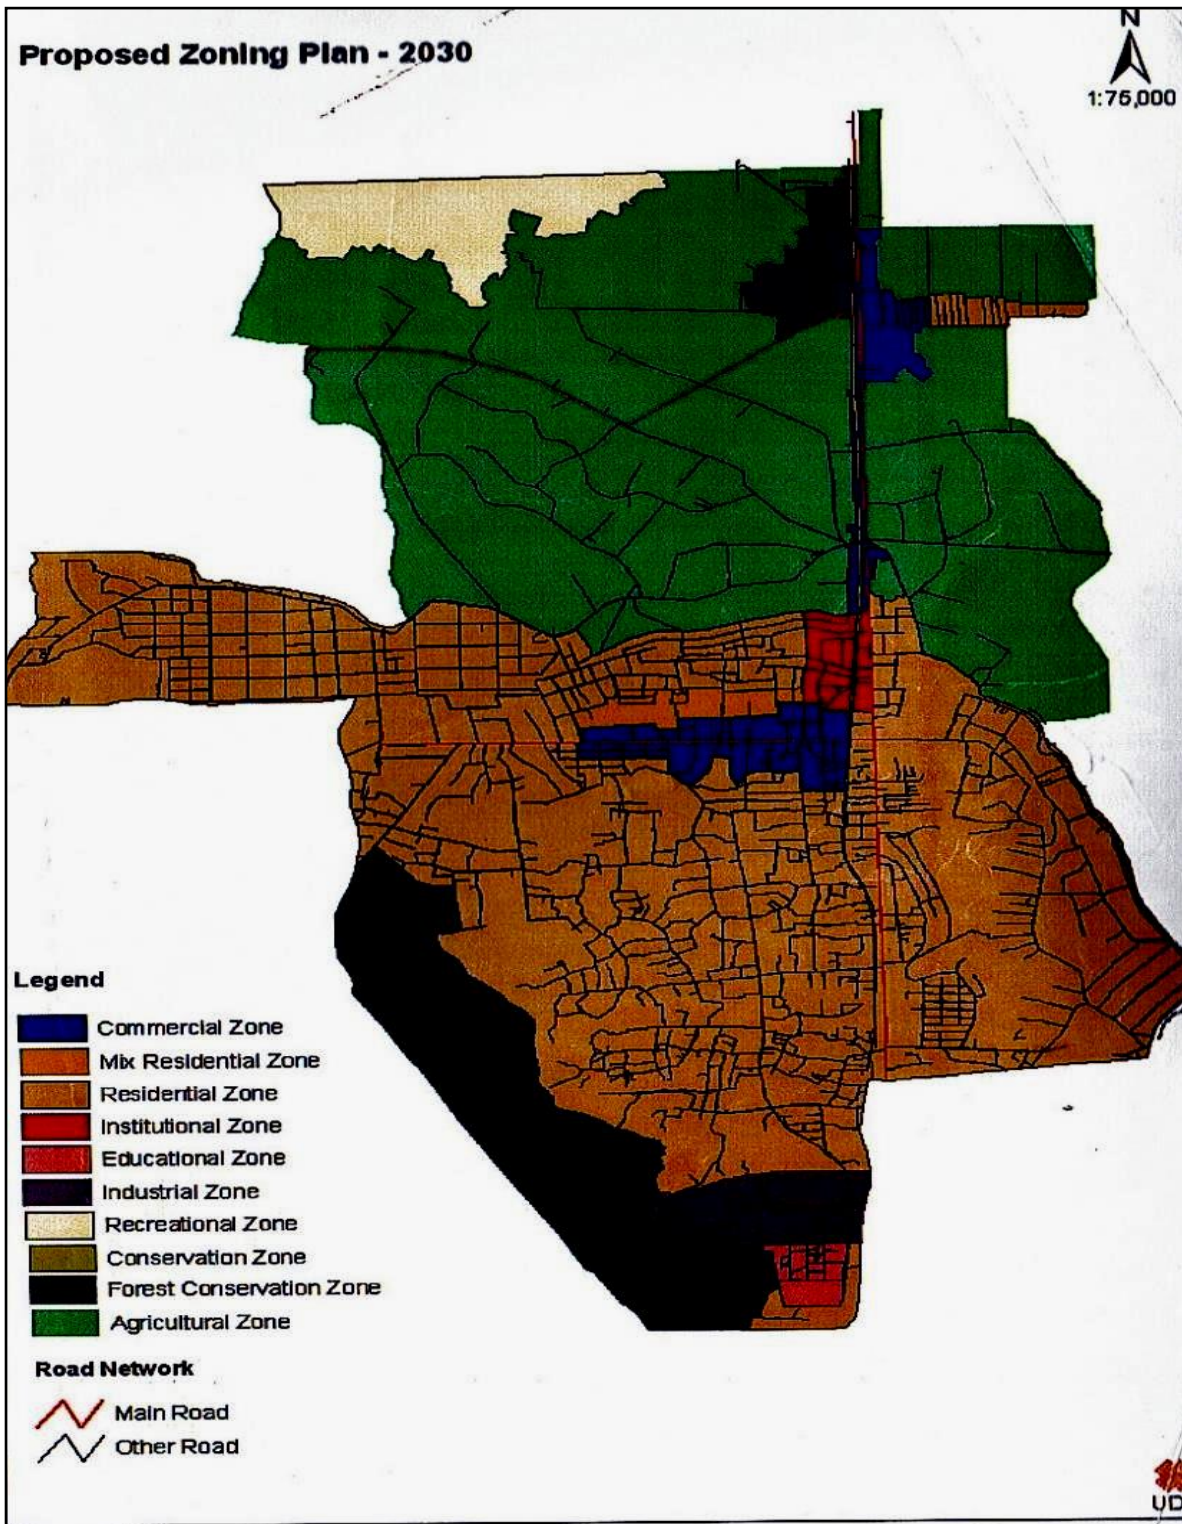 Proposed Zoning Plan - 2030
N
1:75,000
Legend
Commercial Zone
Mix Residential Zone
Residential Zone
Institutional Zone
Educational Zone
Industrial Zone
Recreational Zone
Conservation Zone
Forest Conservation Zone
Agricultural Zone
Road Network
Main Road
Other Road
UD